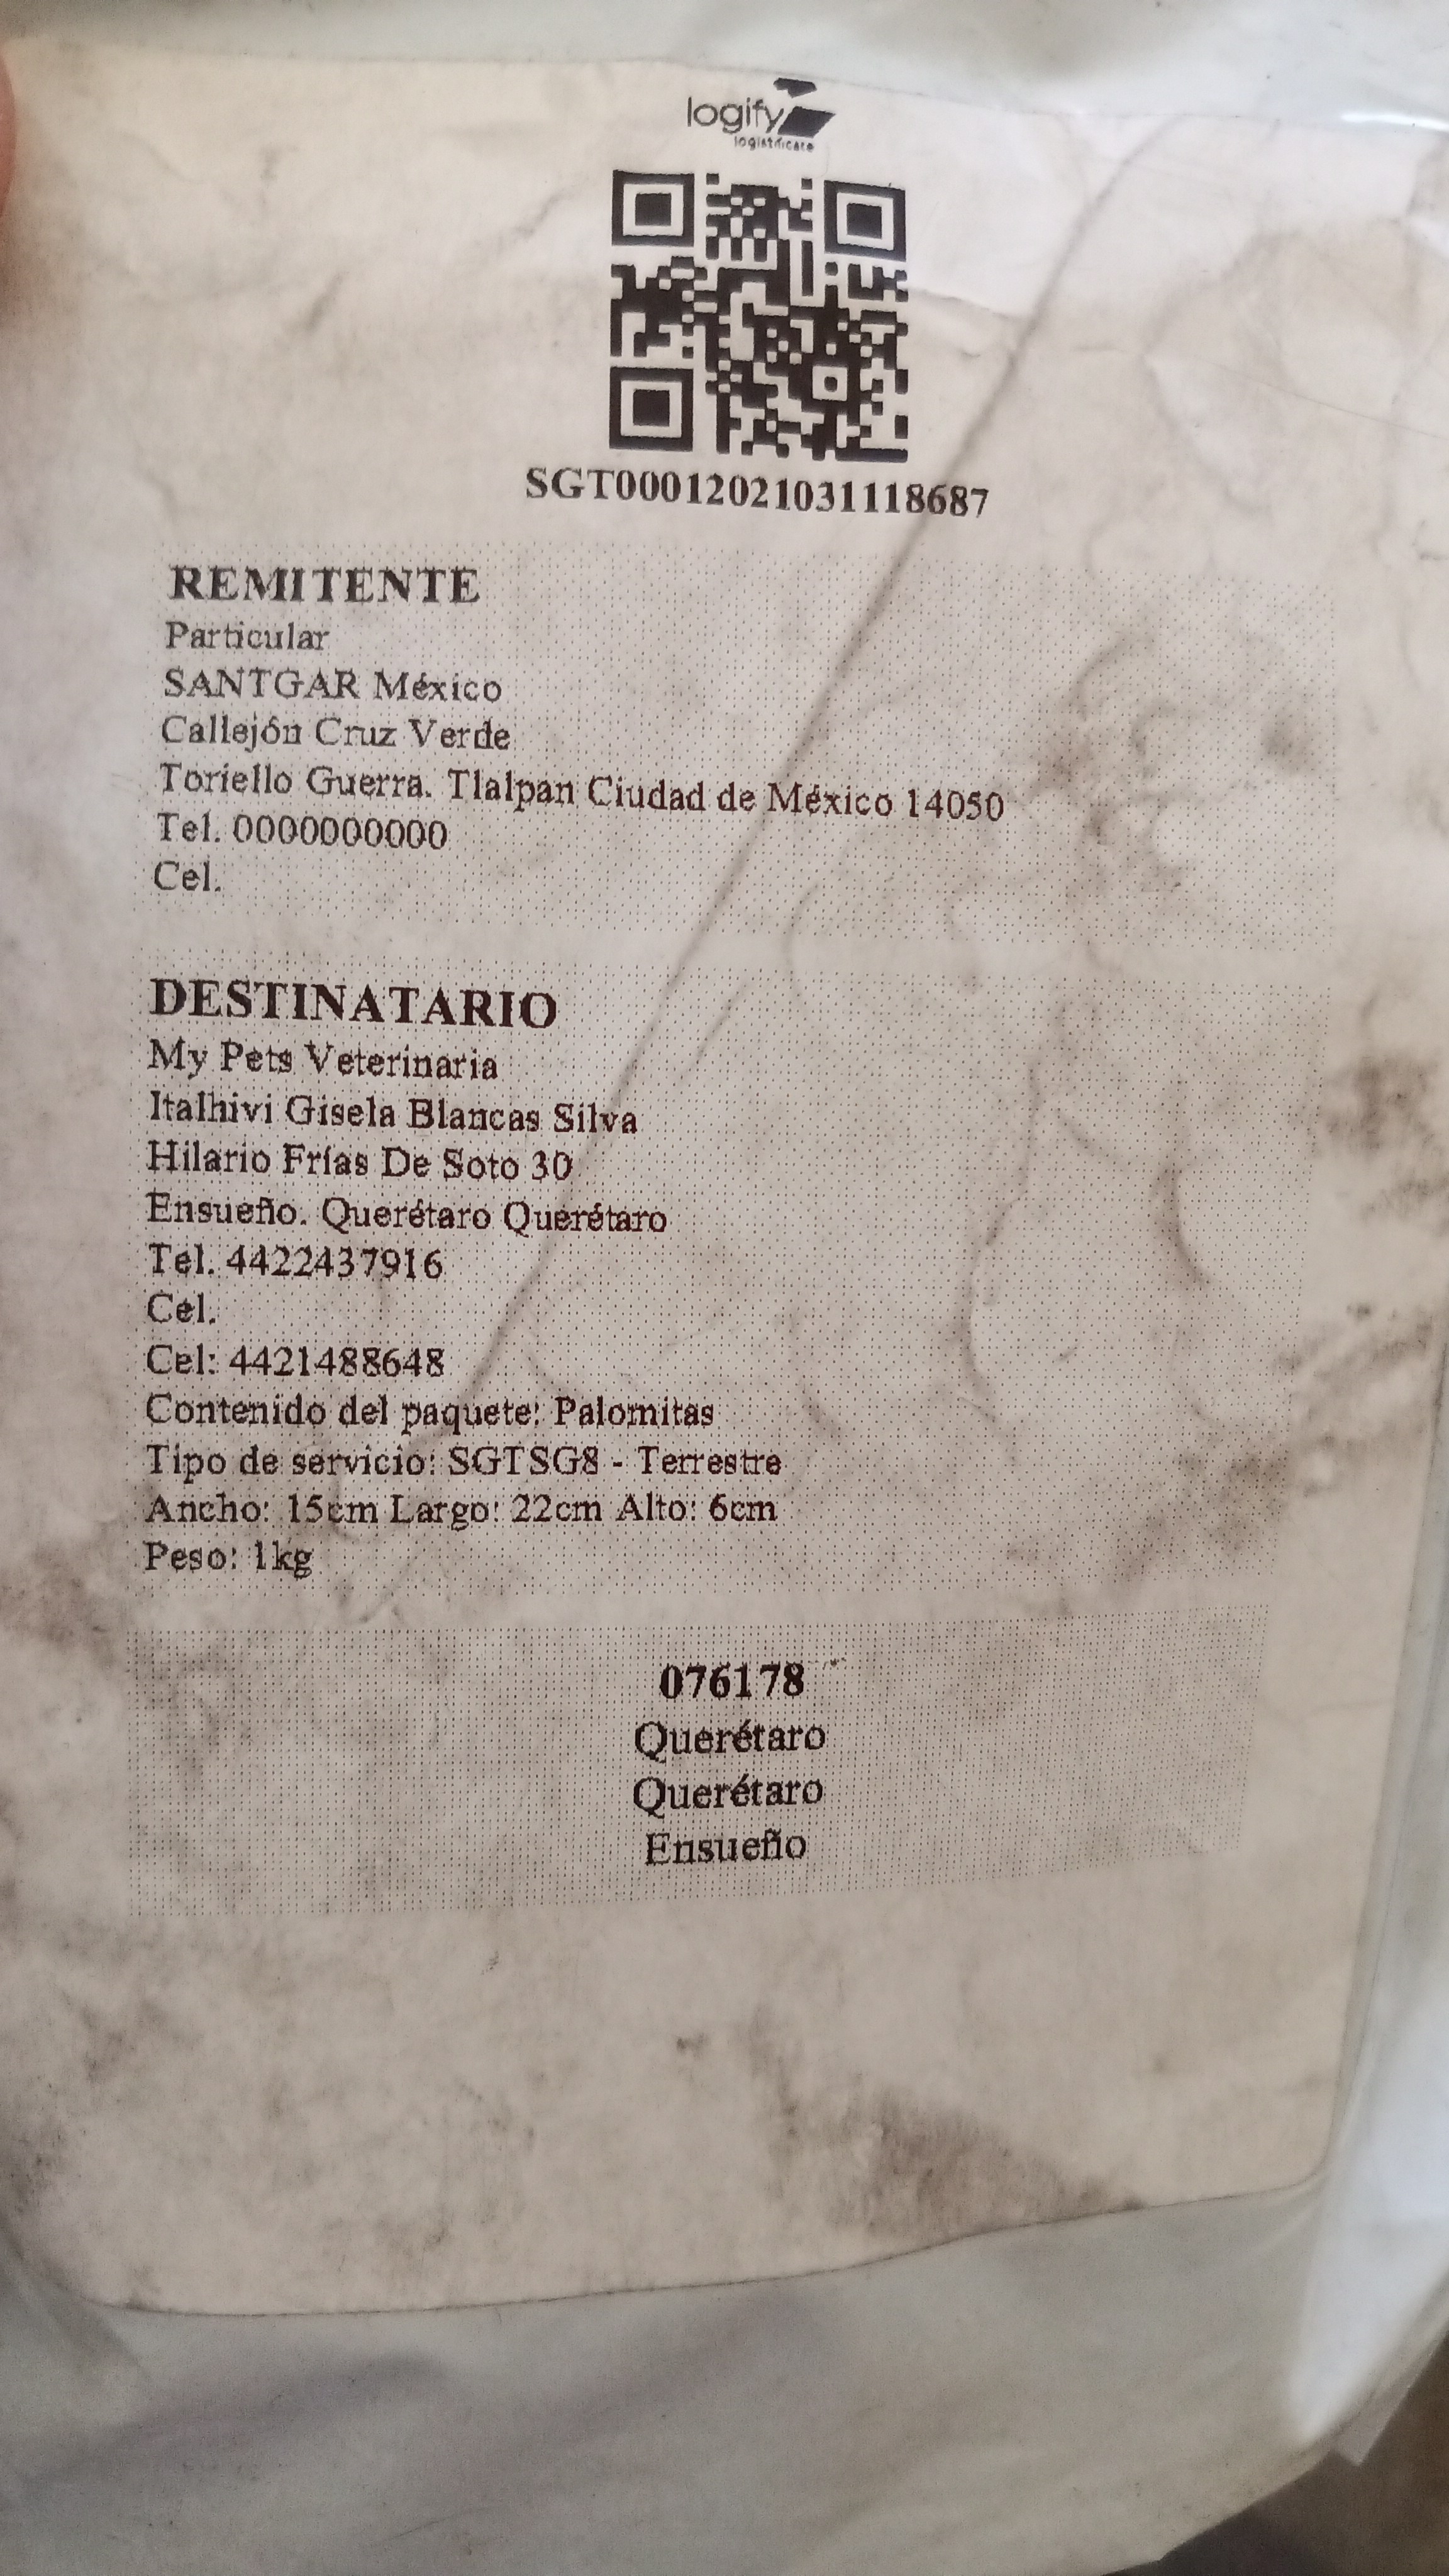 logify
logistificate
SGT00012021031118687
REMITENTE
Particular
SANTGAR México
Callejón Cruz Verde
Toriello Guerra. Tlalpan Ciudad de México 14050
Tel. 0000000000
Cel.
DESTINATARIO
My Pets Veterinaria
Italhivi Gisela Blancas Silva
Hilario Frías De Soto 30
Ensueño. Querétaro Querétaro
Tel. 4422437916
Cel.
Cel: 4421488648
Contenido del paquete: Palomitas
Tipo de servicio: SGTSG8 - Terrestre
Ancho: 15cm Largo: 22cm Alto: 6cm
Peso: 1kg
076178
Querétaro
Querétaro
Ensueño